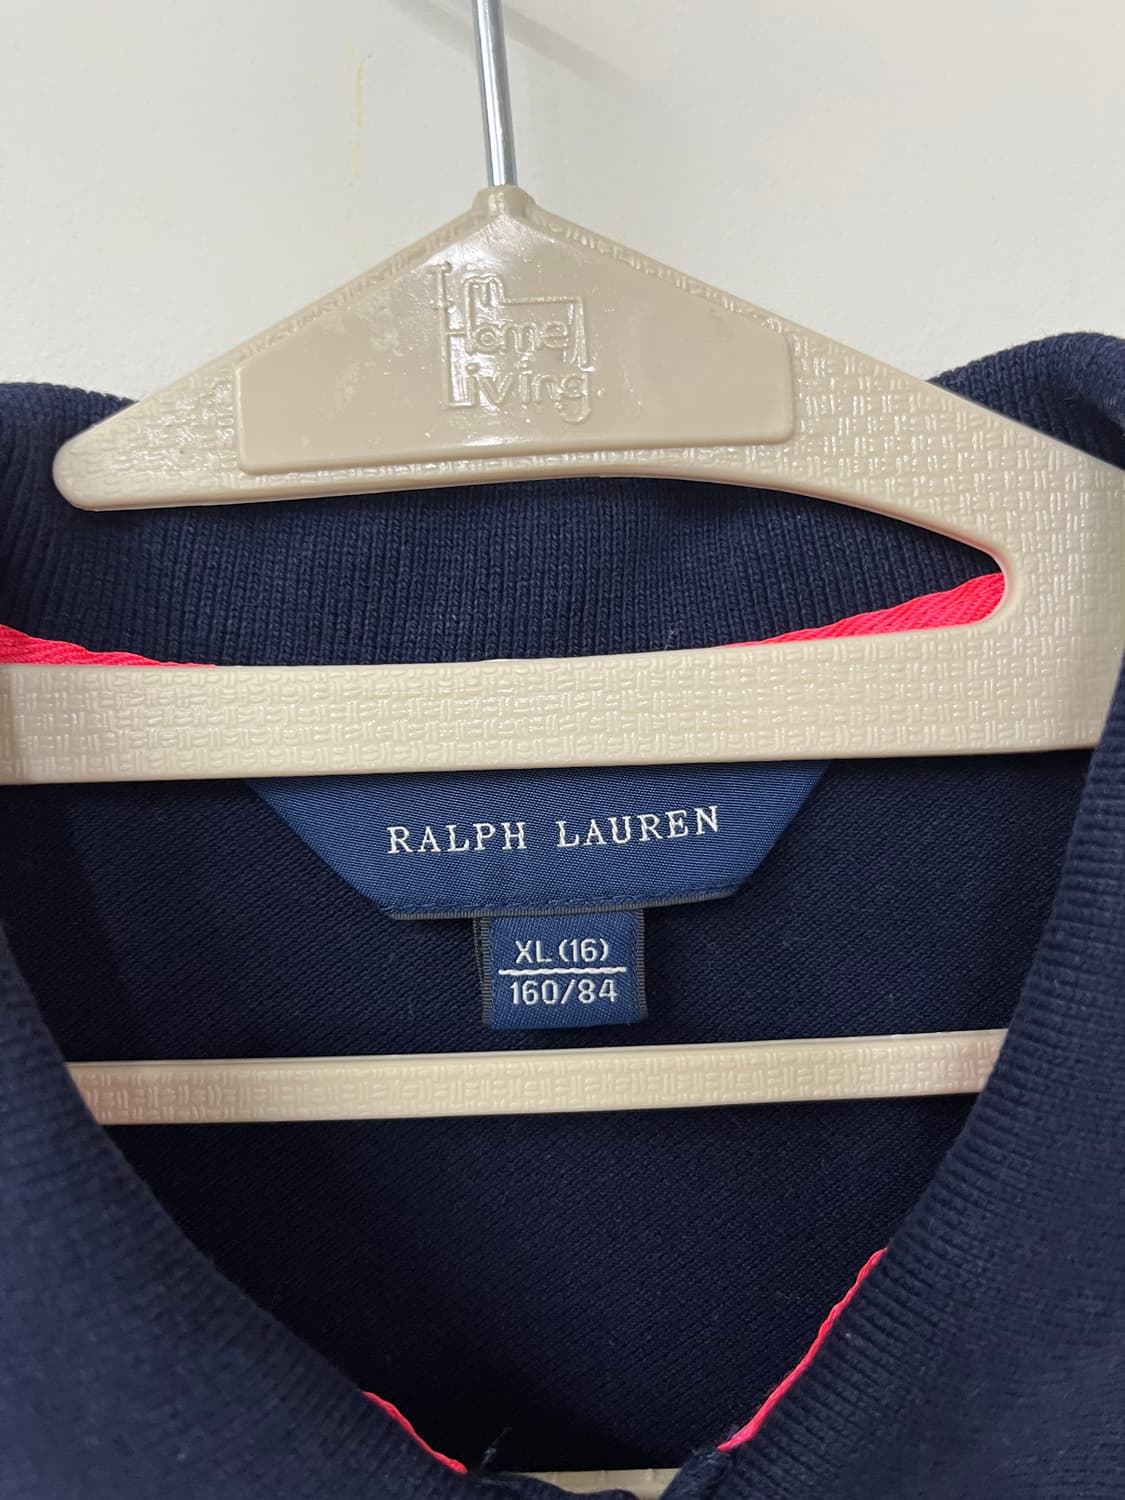 I'm
Home
Living
RALPH LAUREN
XL (16)
160/84